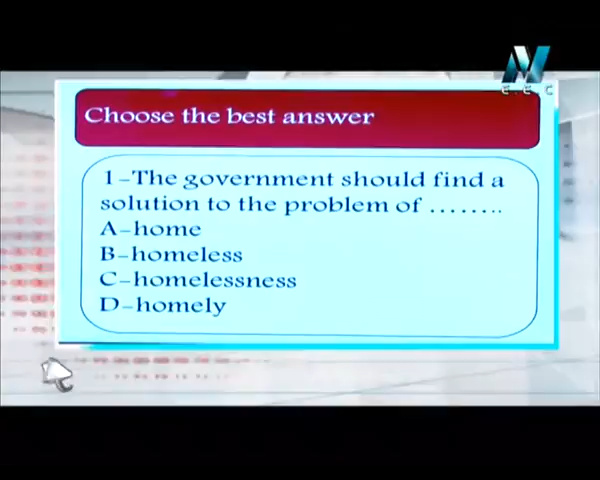 Choose the best answer
1-The government should find a
solution to the problem of ........
A-home
B-homeless
C-homelessness
D-homely